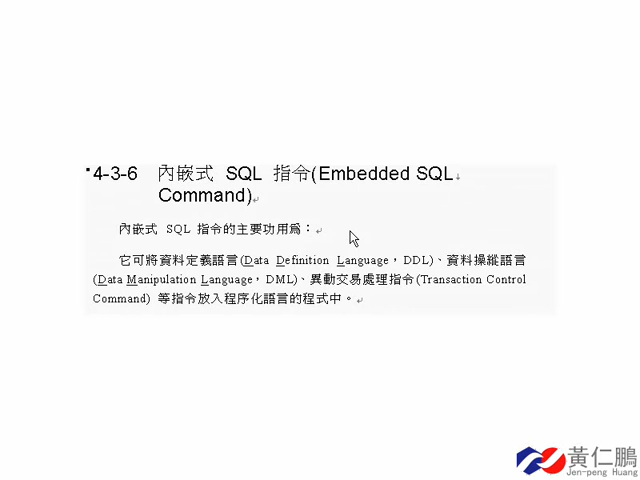 4-3-6 內嵌式 SQL 指令(Embedded SQL
Command)
內嵌式 SQL 指令的主要功用為：
它可將資料定義語言(Data Definition Language，DDL)、資料操縱語言
(Data Manipulation Language，DML)、異動交易處理指令(Transaction Control
Command) 等指令放入程序化語言的程式中。
黃仁鵬
Jen-peng Huang